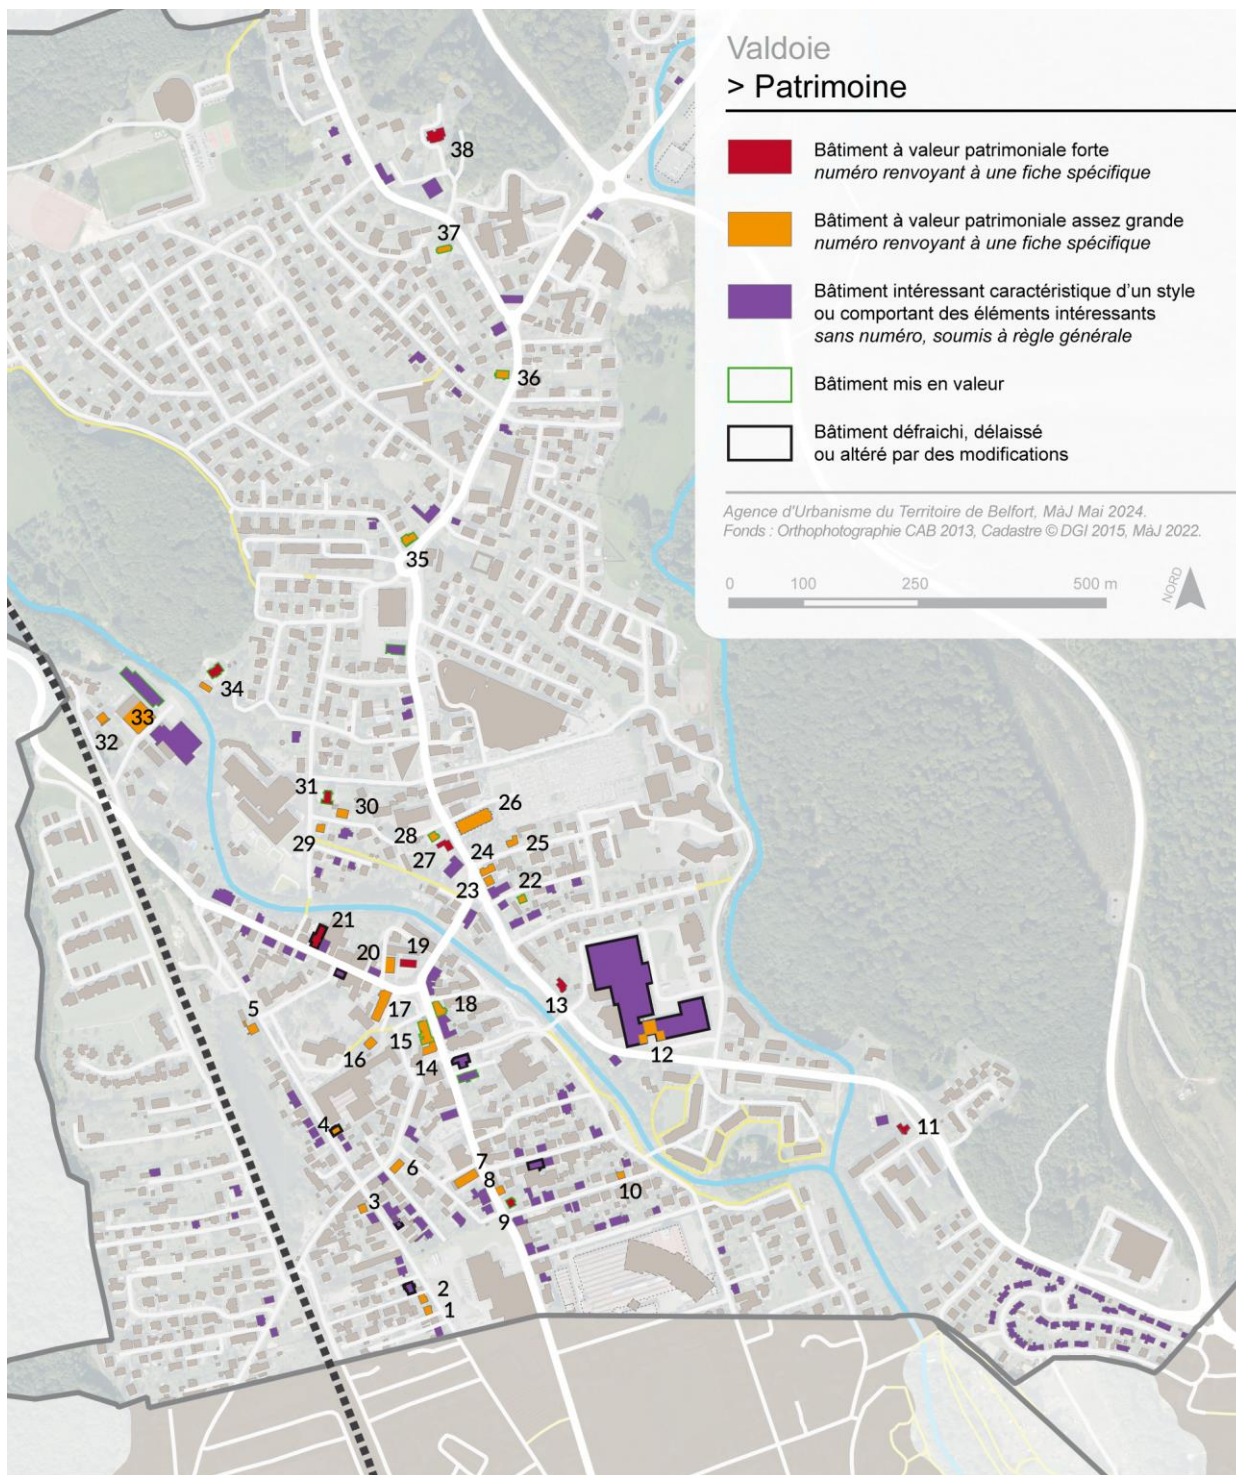 Valdoie
> Patrimoine
Bâtiment à valeur patrimoniale forte
numéro renvoyant à une fiche spécifique
Bâtiment à valeur patrimoniale assez grande
numéro renvoyant à une fiche spécifique
Bâtiment intéressant caractéristique d'un style
ou comportant des éléments intéressants
sans numéro, soumis à règle générale
Bâtiment mis en valeur
Bâtiment défraichi, délaissé
ou altéré par des modifications
Agence d'Urbanisme du Territoire de Belfort, MàJ Mai 2024.
Fonds : Orthophotographie CAB 2013, Cadastre © DGI 2015, MàJ 2022.
0 100 250 500 m
NORD
38
37
36
35
34
33
32
31
30
26
29
28
25
27
24
22
23
21
20
19
13
5
17
18
15
16
14
12
4
11
7
6
8
10
3
9
2
1